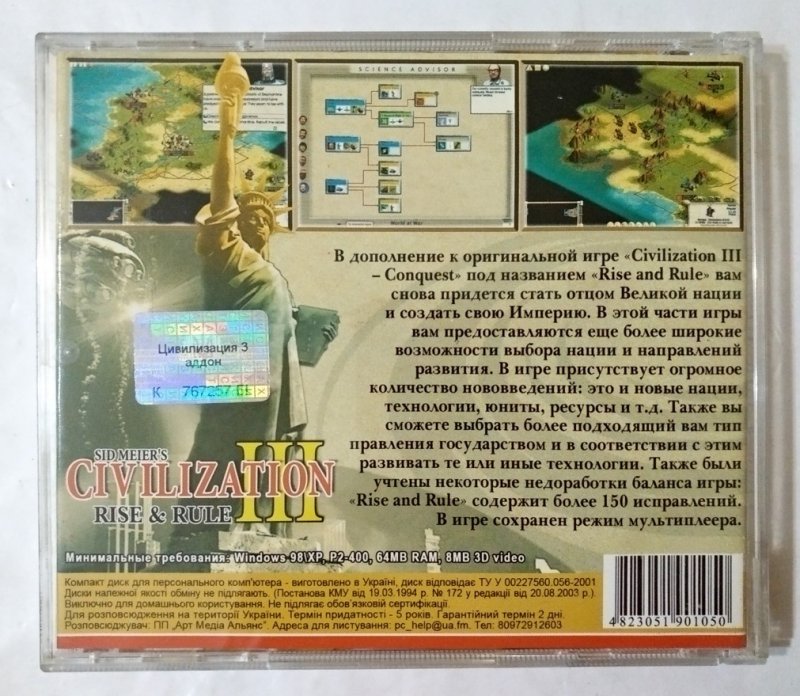 SCIENCE ADVISOR
World at War
В дополнение к оригинальной игре «Civilization III
– Conquest» под названием «Rise and Rule» вам
снова придется стать отцом Великой нации
и создать свою Империю. В этой части игры
вам предоставляются еще более широкие
возможности выбора нации и направлений
развития. В игре присутствует огромное
количество нововведений: это и новые нации,
технологии, юниты, ресурсы и т.д. Также вы
сможете выбрать более подходящий вам тип
правления государством и в соответствии с этим
развивать те или иные технологии. Также были
учтены некоторые недоработки баланса игры:
«Rise and Rule» содержит более 150 исправлений.
В игре сохранен режим мультиплеера.
Цивилизация 3
аддон
К 767257 61
SID MEIER'S
CIVILIZATION III
RISE & RULE
Минимальные требования: Windows 98\XP, P2-400, 64MB RAM, 8MB 3D video
Компакт диск для персонального комп'ютера - виготовлено в Україні, диск відповідає ТУ У 00227560.056-2001
Диски належної якості обміну не підлягають. (Постанова КМУ від 19.03.1994 р. № 172 у редакції від 20.08.2003 р.).
Виключно для домашнього користування. Не підлягає обов'язковій сертифікації.
Для розповсюдження на території України. Термін придатності - 5 років. Гарантійний термін 2 дні.
Розповсюджувач. ПП „Арт Медіа Альянс". Адреса для листування: pc_help@ua.fm. Тел: 80972912603
4823051901050